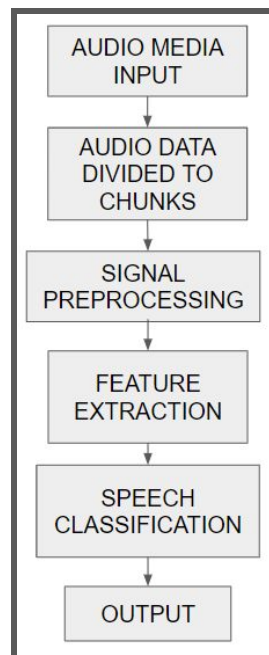 AUDIO MEDIA
INPUT
AUDIO DATA
DIVIDED TO
CHUNKS
SIGNAL
PREPROCESSING
FEATURE
EXTRACTION
SPEECH
CLASSIFICATION
OUTPUT